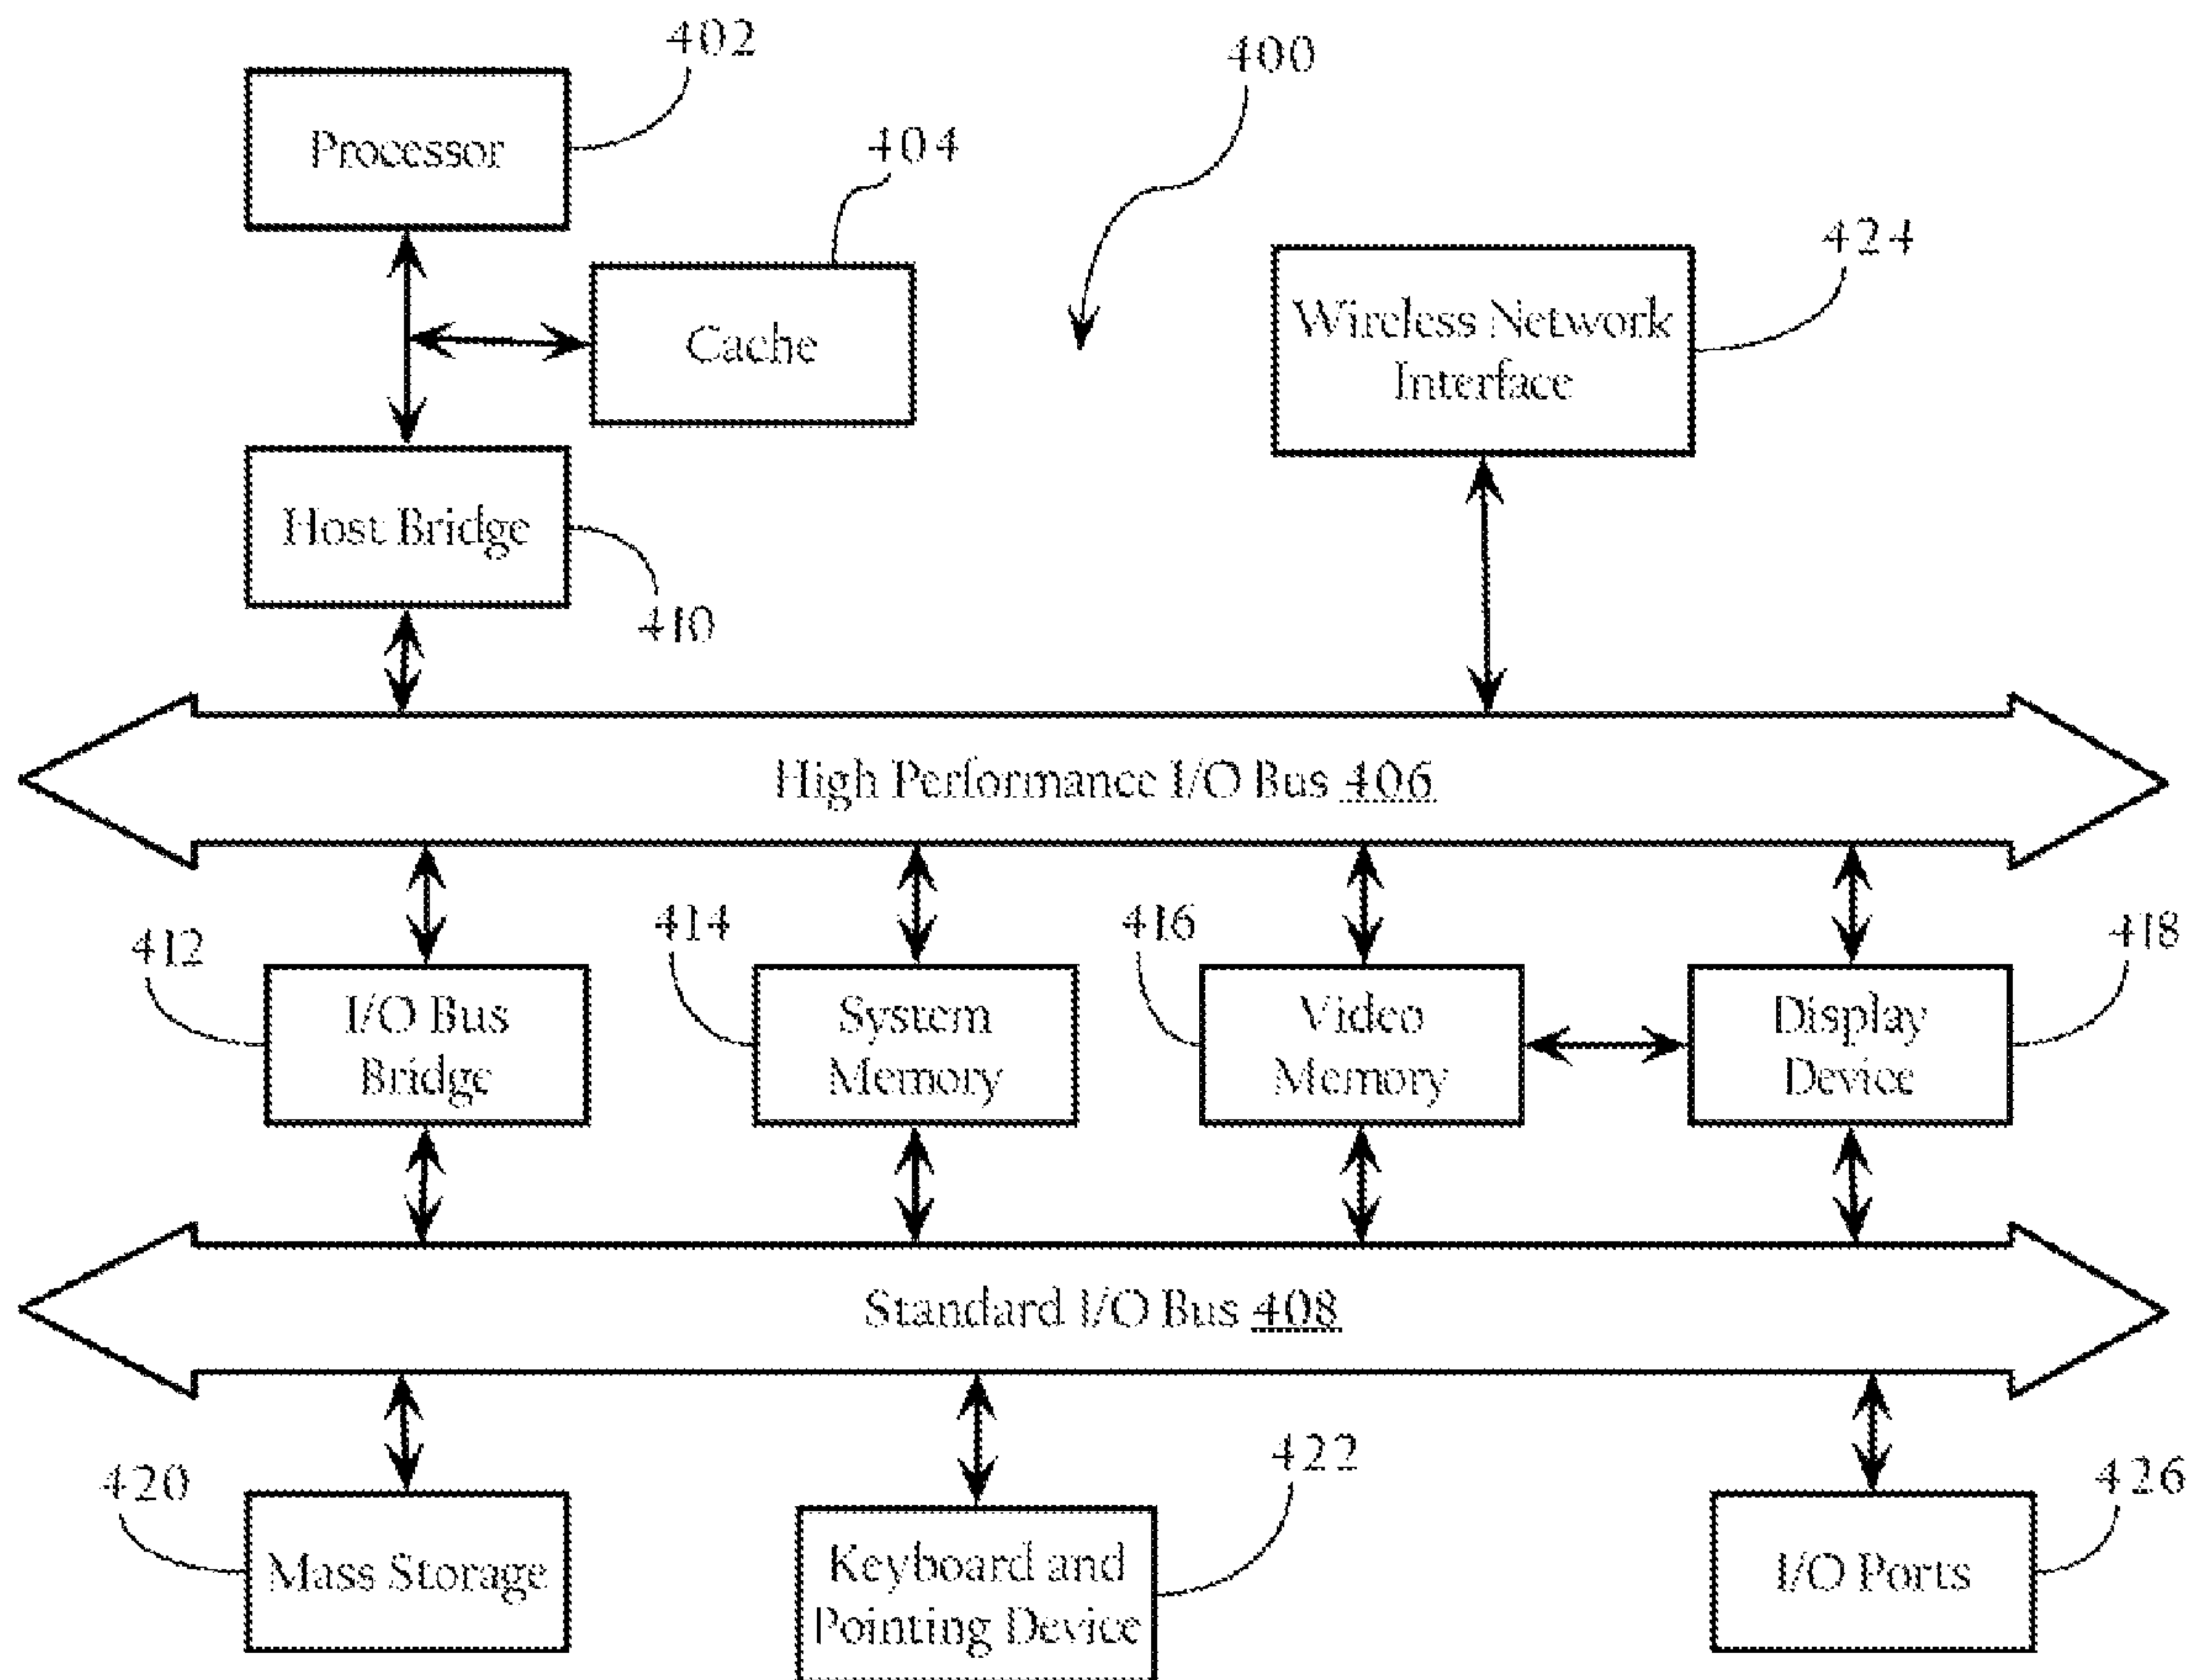 402
400
Processor
404
424
Wireless Network
Interface
Cache
Host Bridge
410
High Performance I/O Bus 406
412
414
416
418
I/O Bus
Bridge
System
Memory
Video
Memory
Display
Device
Standard I/O Bus 408
420
422
426
Mass Storage
Keyboard and
Pointing Device
I/O Ports